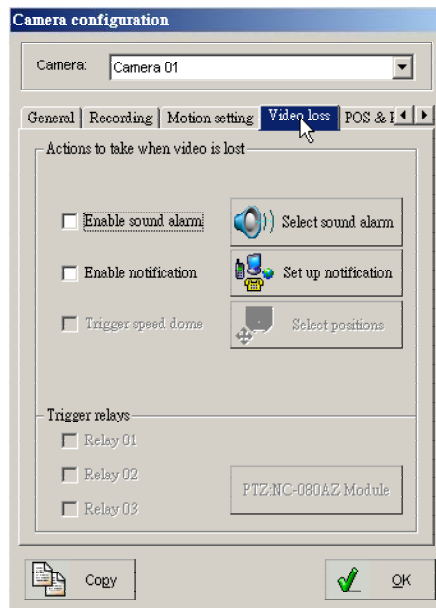 Camera configuration
Camera: Camera 01
General Recording Motion setting Video loss POS &
Actions to take when video is lost
Enable sound alarm Select sound alarm
Enable notification Set up notification
Trigger speed dome Select positions
Trigger relays
Relay 01
Relay 02
PTZ:NC-080AZ Module
Relay 03
Copy OK